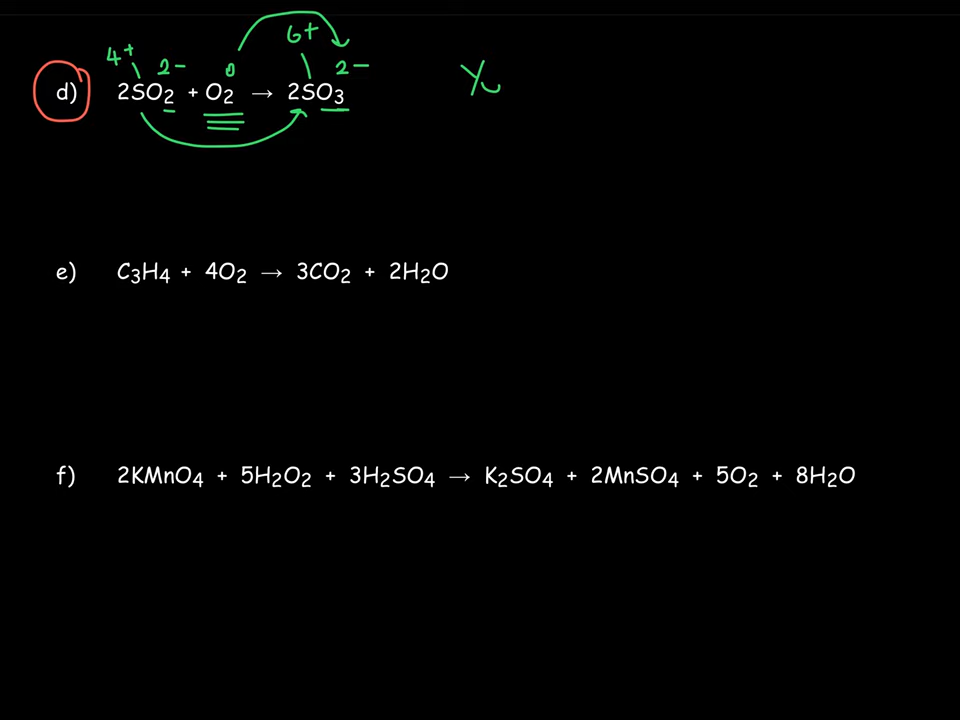 4+ 2− 0 6+ 2−
d) 2SO₂ + O₂ → 2SO₃
e) C₃H₄ + 4O₂ → 3CO₂ + 2H₂O
f) 2KMnO₄ + 5H₂O₂ + 3H₂SO₄ → K₂SO₄ + 2MnSO₄ + 5O₂ + 8H₂O